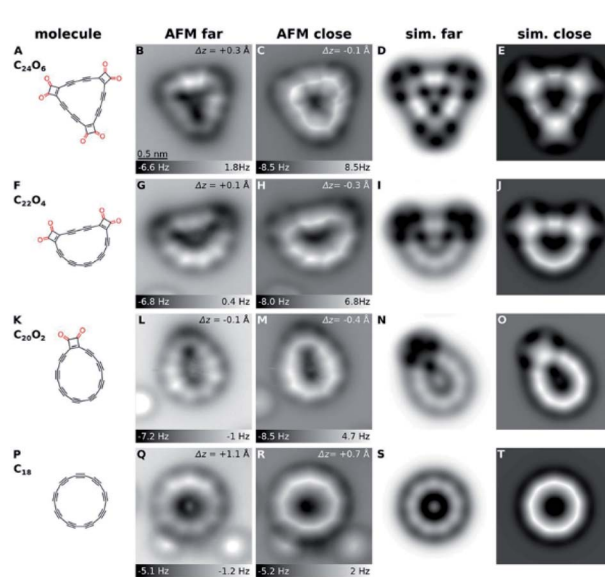 molecule AFM far AFM close sim. far sim. close
A B Δz = +0.3 Å C Δz = -0.1 Å D E
C24O6
O O O O O O
0.5 nm
-6.6 Hz 1.8Hz -8.5 Hz 8.5Hz
F G Δz = +0.1 Å H Δz = -0.3 Å I J
C22O4
O O O O
-6.8 Hz 0.4 Hz -8.0 Hz 6.8Hz
K L Δz = -0.1 Å M Δz = -0.4 Å N O
C20O2
O O
-7.2 Hz -1 Hz -8.5 Hz 4.7 Hz
P Q Δz = +1.1 Å R Δz = +0.7 Å S T
C18
-5.1 Hz -1.2 Hz -5.2 Hz 2 Hz